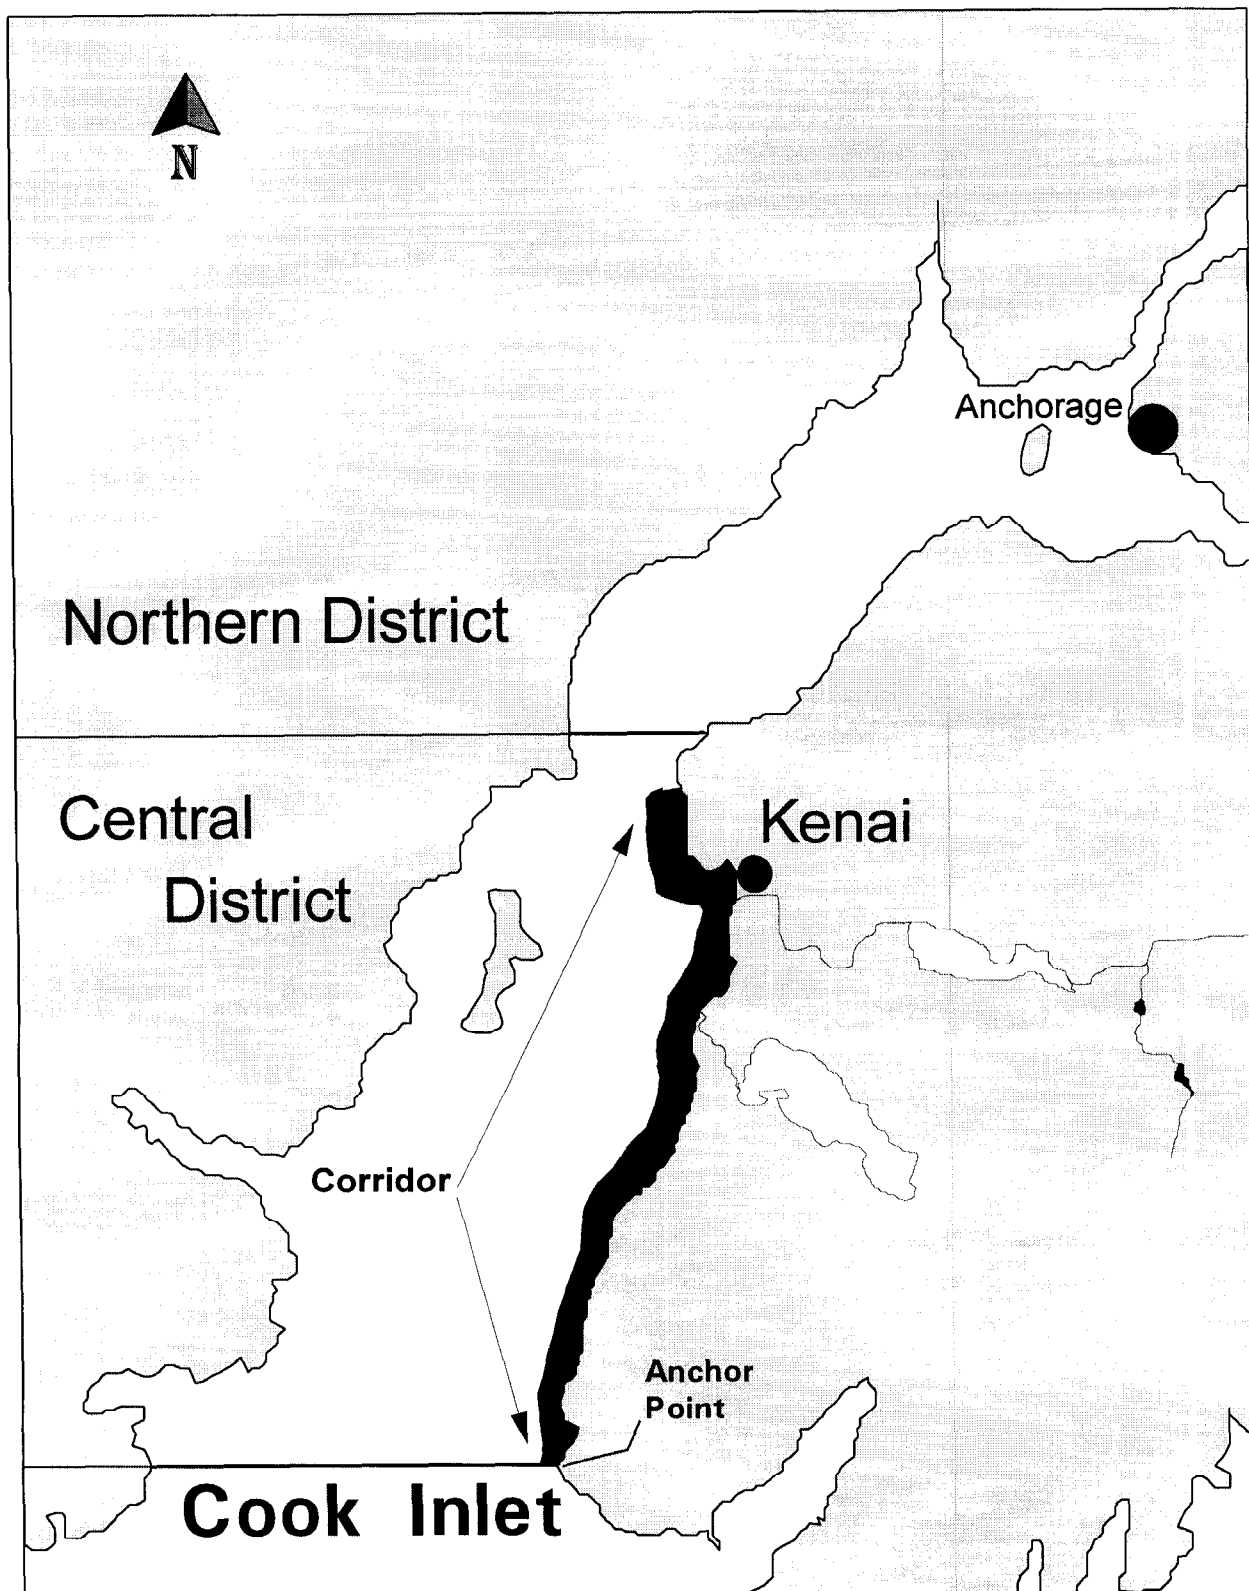 N
Anchorage
Northern District
Central
District
Kenai
Corridor
Anchor
Point
Cook Inlet